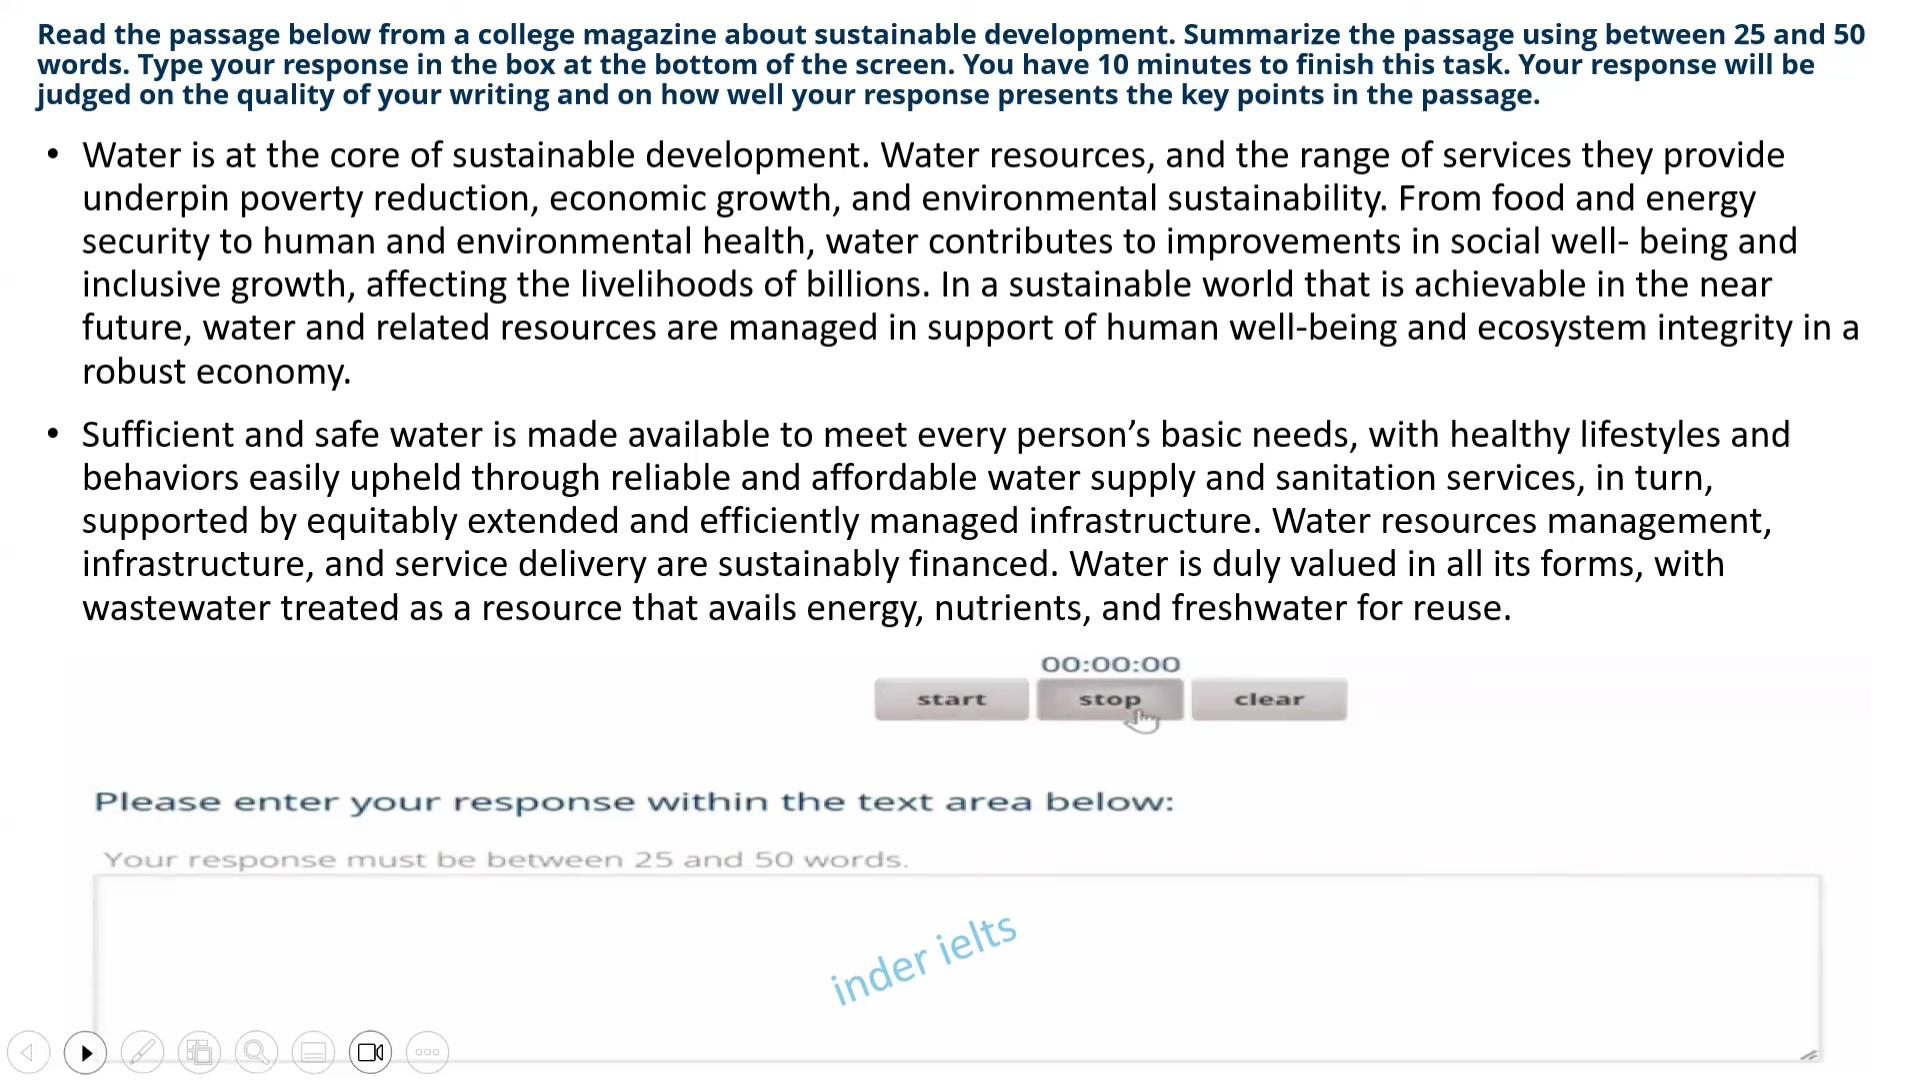 Read the passage below from a college magazine about sustainable development. Summarize the passage using between 25 and 50
words. Type your response in the box at the bottom of the screen. You have 10 minutes to finish this task. Your response will be
judged on the quality of your writing and on how well your response presents the key points in the passage.
• Water is at the core of sustainable development. Water resources, and the range of services they provide
underpin poverty reduction, economic growth, and environmental sustainability. From food and energy
security to human and environmental health, water contributes to improvements in social well- being and
inclusive growth, affecting the livelihoods of billions. In a sustainable world that is achievable in the near
future, water and related resources are managed in support of human well-being and ecosystem integrity in a
robust economy.
• Sufficient and safe water is made available to meet every person’s basic needs, with healthy lifestyles and
behaviors easily upheld through reliable and affordable water supply and sanitation services, in turn,
supported by equitably extended and efficiently managed infrastructure. Water resources management,
infrastructure, and service delivery are sustainably financed. Water is duly valued in all its forms, with
wastewater treated as a resource that avails energy, nutrients, and freshwater for reuse.
00:00:00
start stop clear
Please enter your response within the text area below:
Your response must be between 25 and 50 words.
inder ielts